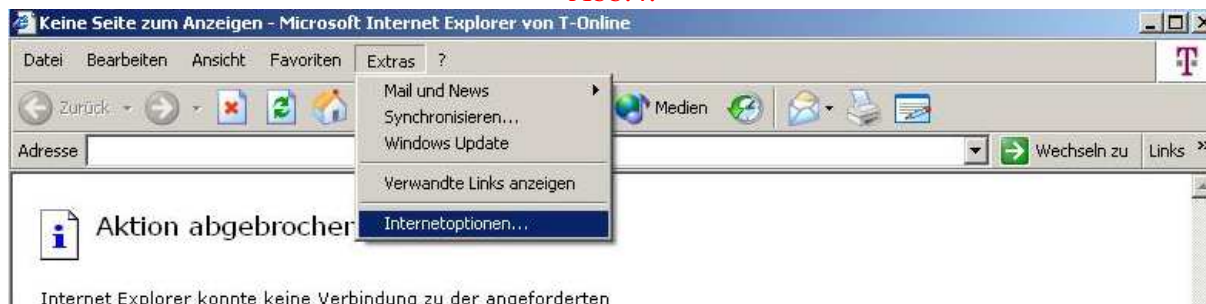 Keine Seite zum Anzeigen - Microsoft Internet Explorer von T-Online
Datei Bearbeiten Ansicht Favoriten Extras ?
Zurück Medien
Mail und News
Synchronisieren...
Windows Update
Verwandte Links anzeigen
Internetoptionen...
Adresse Wechseln zu Links »
Aktion abgebrochen
Internet Explorer konnte keine Verbindung zu der angeforderten